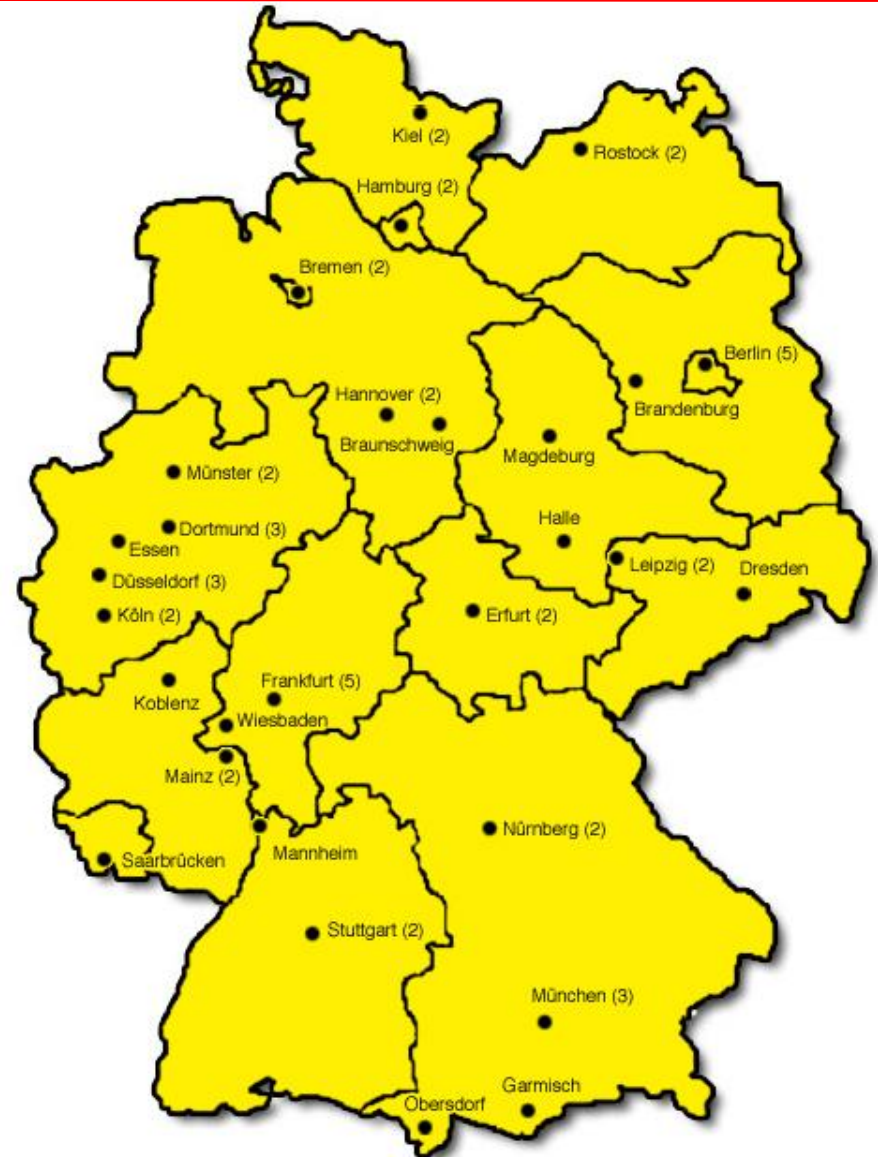 Kiel (2)
Rostock (2)
Hamburg (2)
Bremen (2)
Berlin (5)
Brandenburg
Hannover (2)
Braunschweig
Magdeburg
Münster (2)
Halle
Dortmund (3)
Essen
Leipzig (2)
Dresden
Düsseldorf (3)
Köln (2)
Erfurt (2)
Frankfurt (5)
Koblenz
Wiesbaden
Mainz (2)
Nürnberg (2)
Mannheim
Saarbrücken
Stuttgart (2)
München (3)
Garmisch
Obersdorf